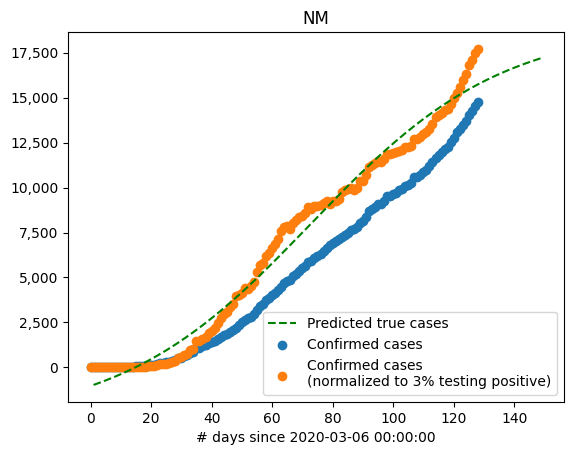 NM
17,500
15,000
12,500
10,000
7,500
5,000
2,500
0
0 20 40 60 80 100 120 140
# days since 2020-03-06 00:00:00
Predicted true cases
Confirmed cases
Confirmed cases
(normalized to 3% testing positive)